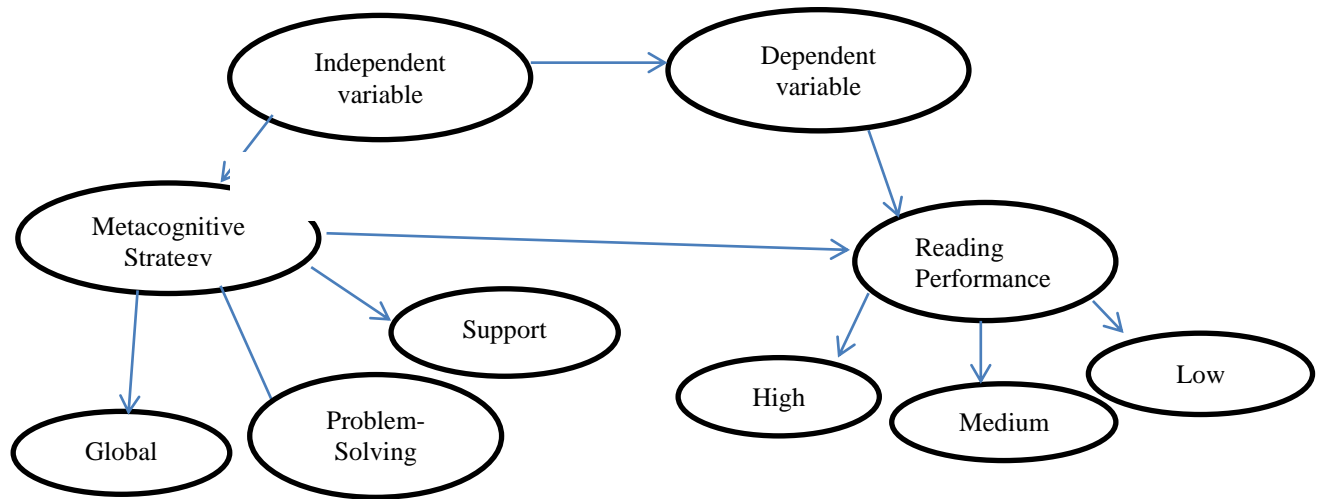 Independent
variable
Dependent
variable
Metacognitive
Strategy
Reading
Performance
Support
High
Medium
Low
Global
Problem-
Solving